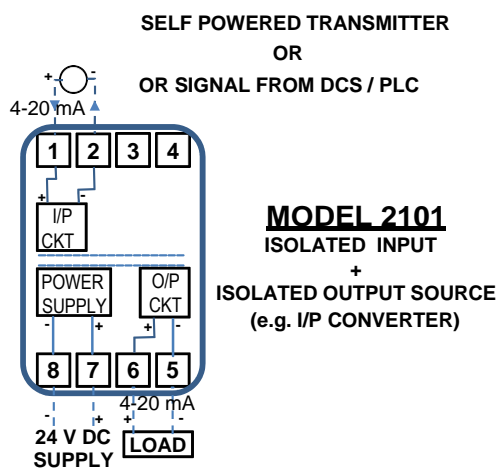 SELF POWERED TRANSMITTER
OR
OR SIGNAL FROM DCS / PLC
+ -
4-20 mA
1 2 3 4
+ -
I/P
CKT
MODEL 2101
ISOLATED INPUT
+
ISOLATED OUTPUT SOURCE
(e.g. I/P CONVERTER)
POWER
SUPPLY
O/P
CKT
- + + -
8 7 6 5
4-20 mA
- + + -
24 V DC
SUPPLY
LOAD